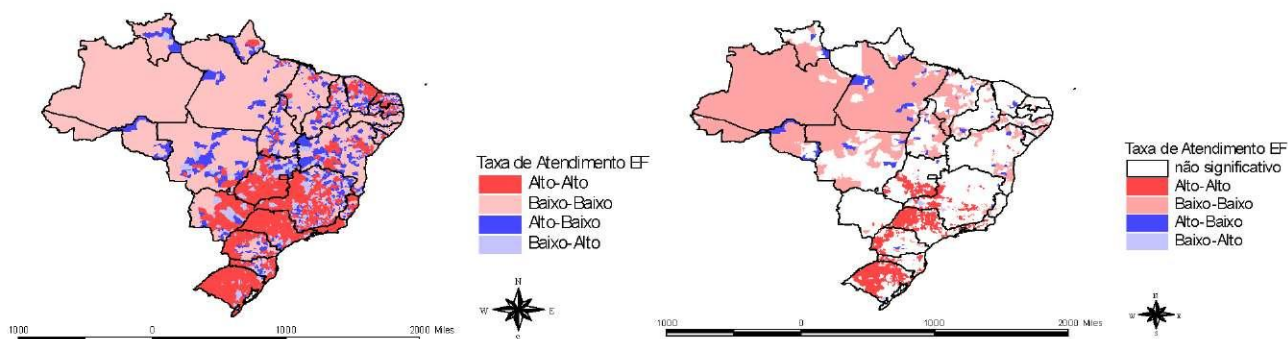 Taxa de Atendimento EF
Alto-Alto
Baixo-Baixo
Alto-Baixo
Baixo-Alto
N
W E
S
1000 0 1000 2000 Miles
Taxa de Atendimento EF
não significativo
Alto-Alto
Baixo-Baixo
Alto-Baixo
Baixo-Alto
1000 0 1000 2000 Miles